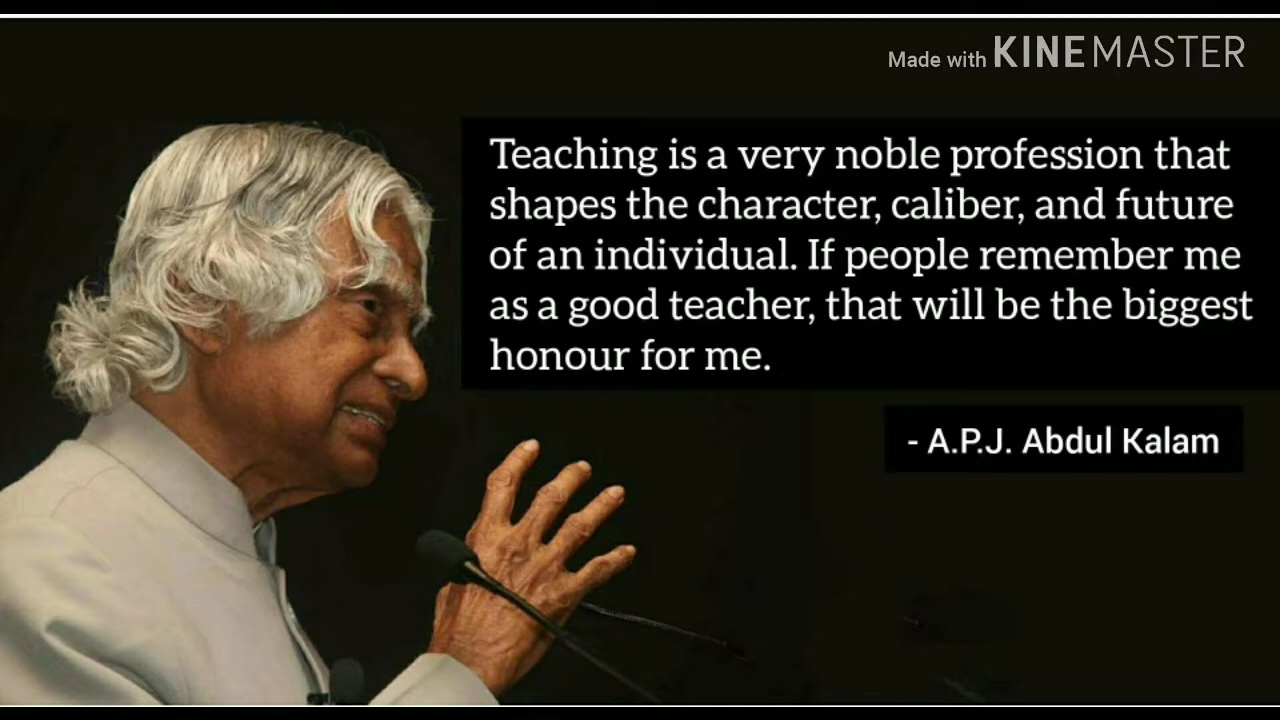 Made with KINEMASTER
Teaching is a very noble profession that
shapes the character, caliber, and future
of an individual. If people remember me
as a good teacher, that will be the biggest
honour for me.
- A.P.J. Abdul Kalam